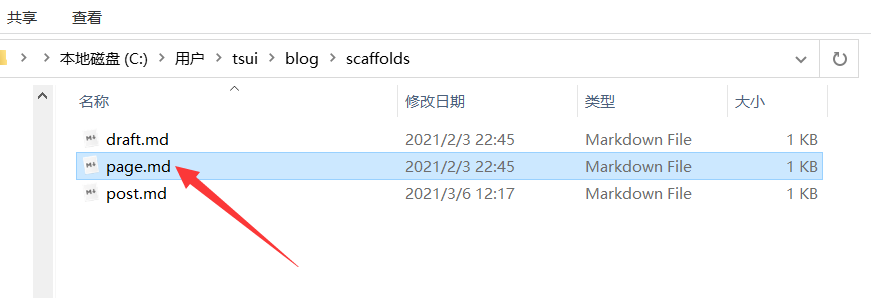 共享 查看
本地磁盘 (C:) 用户 tsui blog scaffolds
名称 修改日期 类型 大小
draft.md 2021/2/3 22:45 Markdown File 1 KB
page.md 2021/2/3 22:45 Markdown File 1 KB
post.md 2021/3/6 12:17 Markdown File 1 KB